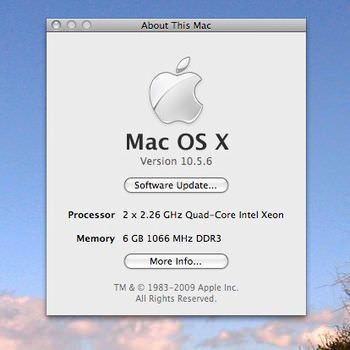 About This Mac
Mac OS X
Version 10.5.6
Software Update...
Processor 2 x 2.26 GHz Quad-Core Intel Xeon
Memory 6 GB 1066 MHz DDR3
More Info...
TM & © 1983-2009 Apple Inc.
All Rights Reserved.